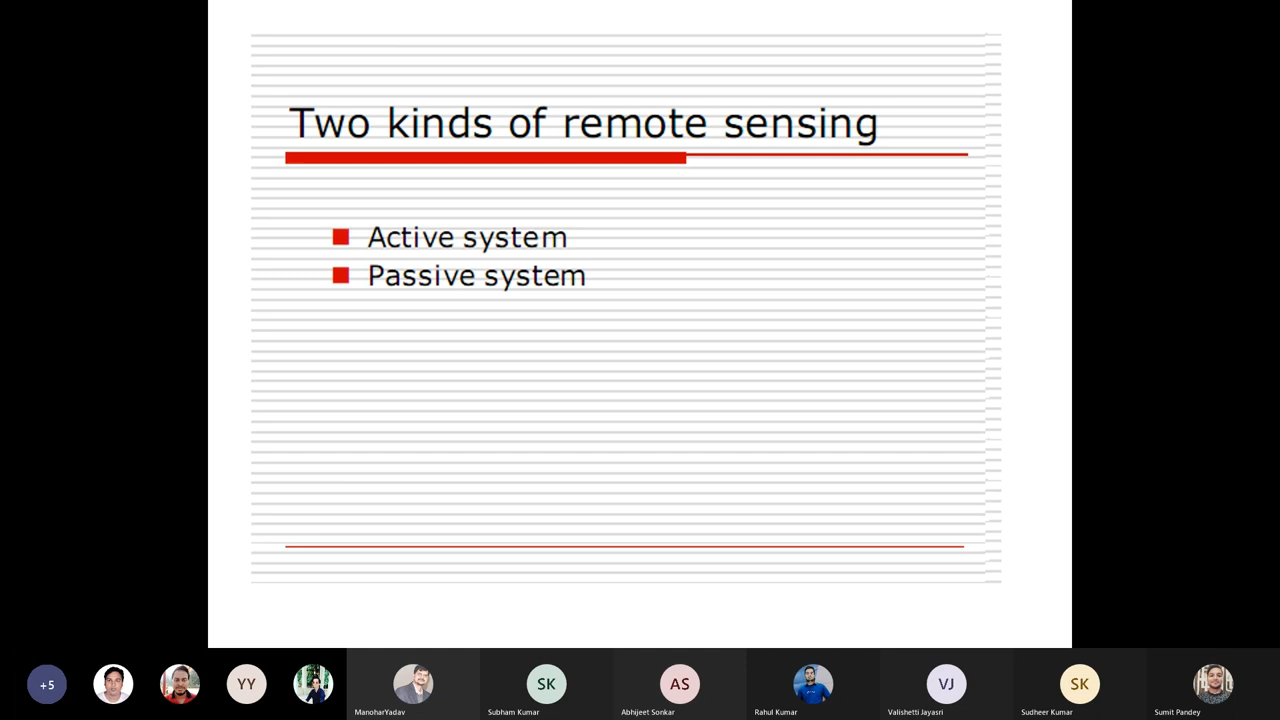 Two kinds of remote sensing
Active system
Passive system
+5
YY
SK
AS
VJ
SK
ManoharYadav
Subham Kumar
Abhijeet Sonkar
Rahul Kumar
Valishetti Jayasri
Sudheer Kumar
Sumit Pandey